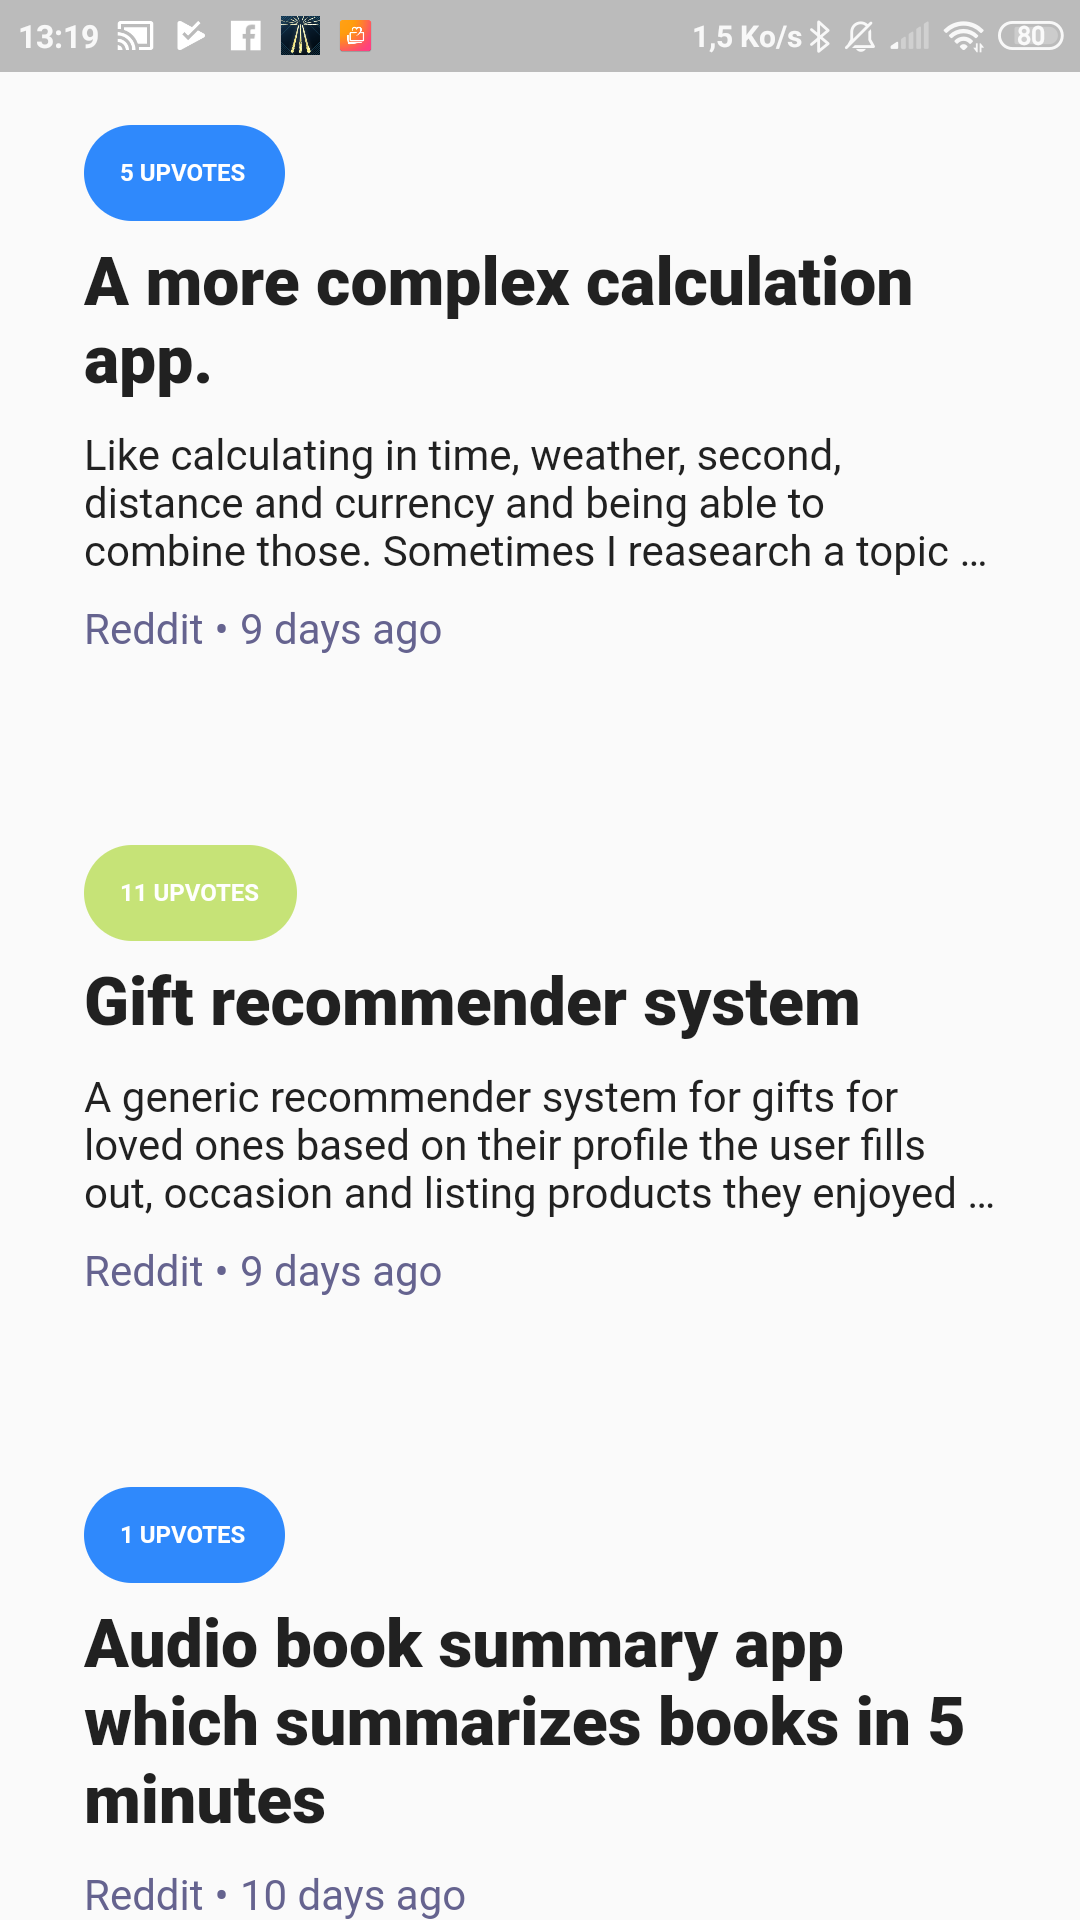 13:19 1,5 Ko/s 80
5 UPVOTES
A more complex calculation
app.
Like calculating in time, weather, second,
distance and currency and being able to
combine those. Sometimes I reasearch a topic ...
Reddit • 9 days ago
11 UPVOTES
Gift recommender system
A generic recommender system for gifts for
loved ones based on their profile the user fills
out, occasion and listing products they enjoyed ...
Reddit • 9 days ago
1 UPVOTES
Audio book summary app
which summarizes books in 5
minutes
Reddit • 10 days ago